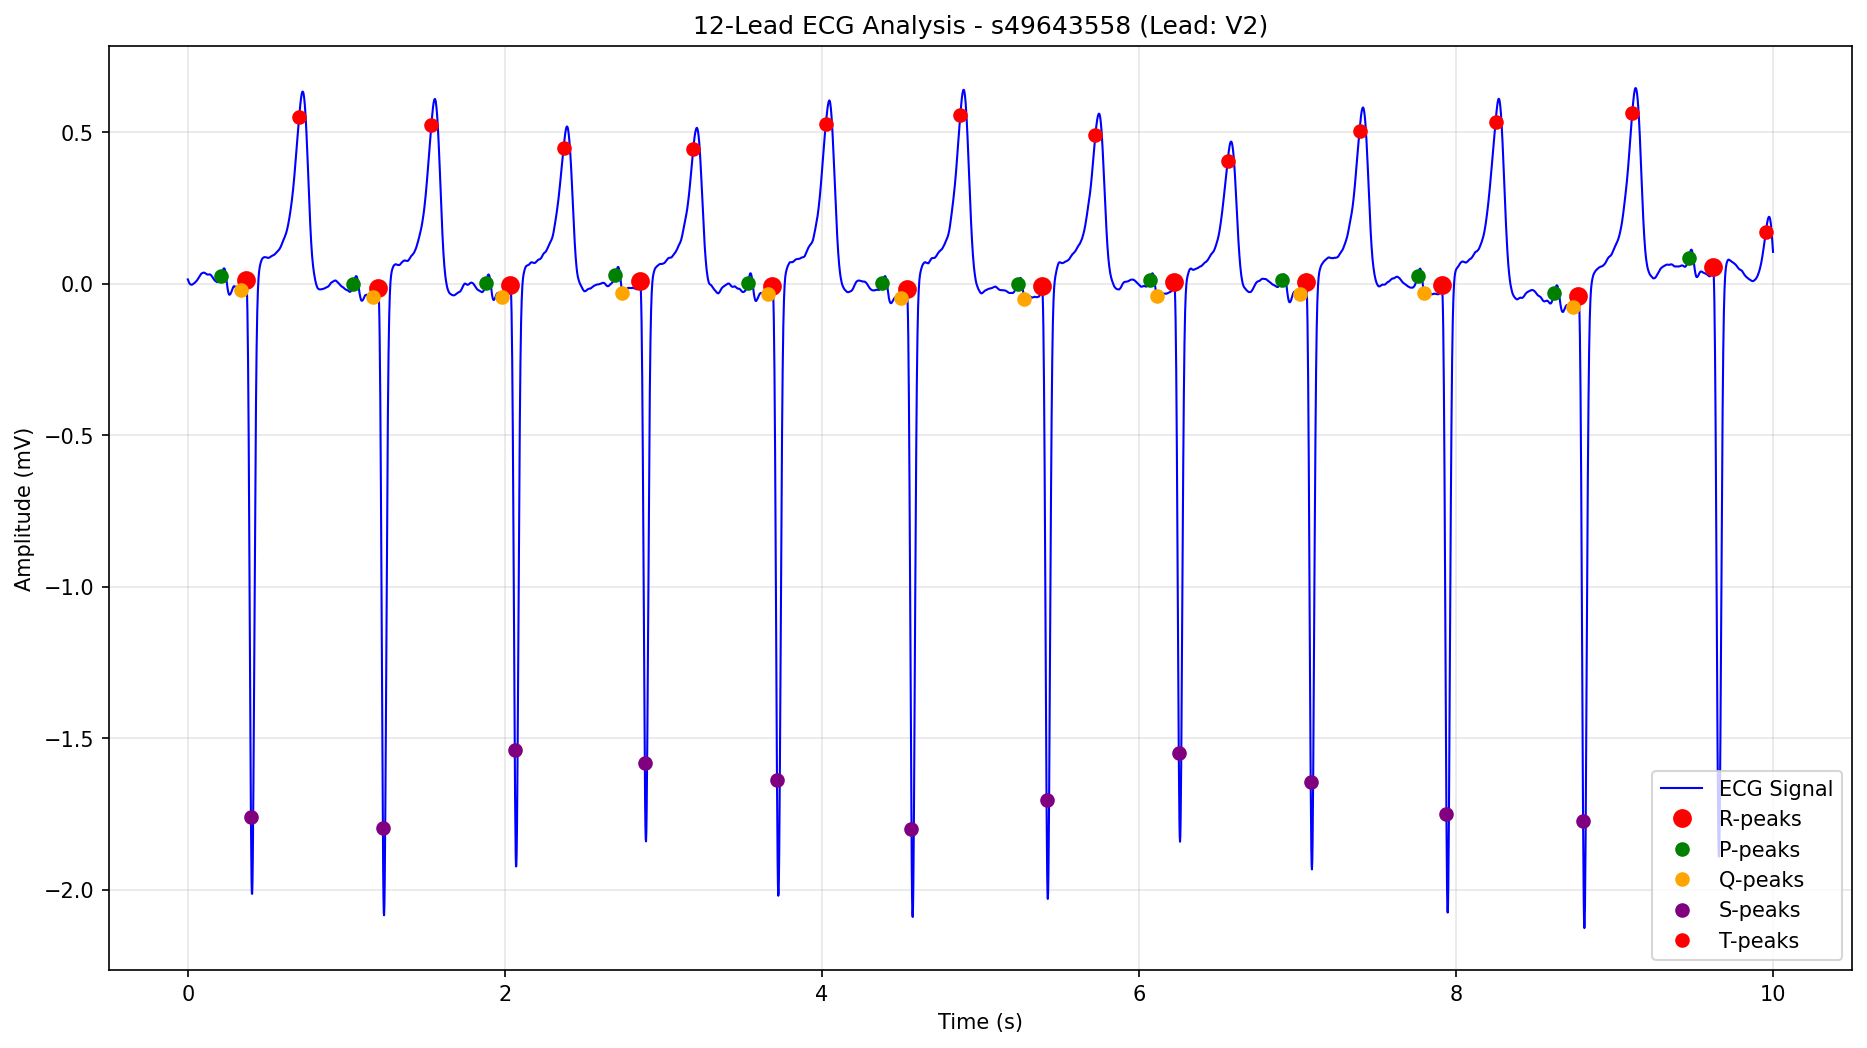 12-Lead ECG Analysis - s49643558 (Lead: V2)
Amplitude (mV)
0.5
0.0
−0.5
−1.0
−1.5
−2.0
0
2
4
6
8
10
Time (s)
ECG Signal
R-peaks
P-peaks
Q-peaks
S-peaks
T-peaks